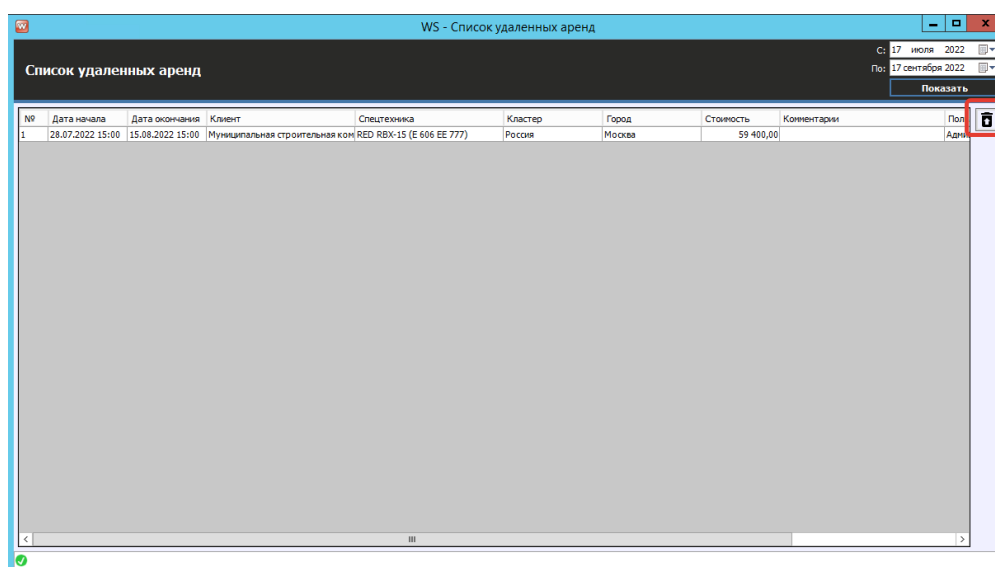 WS - Список удаленных аренд
С: 17 июля 2022
Список удаленных аренд
По: 17 сентября 2022
Показать
№ Дата начала Дата окончания Клиент Спецтехника Кластер Город Стоимость Комментарии Пол
1 28.07.2022 15:00 15.08.2022 15:00 Муниципальная строительная ком RED RBX-15 (Е 606 ЕЕ 777) Россия Москва 59 400,00 Адми